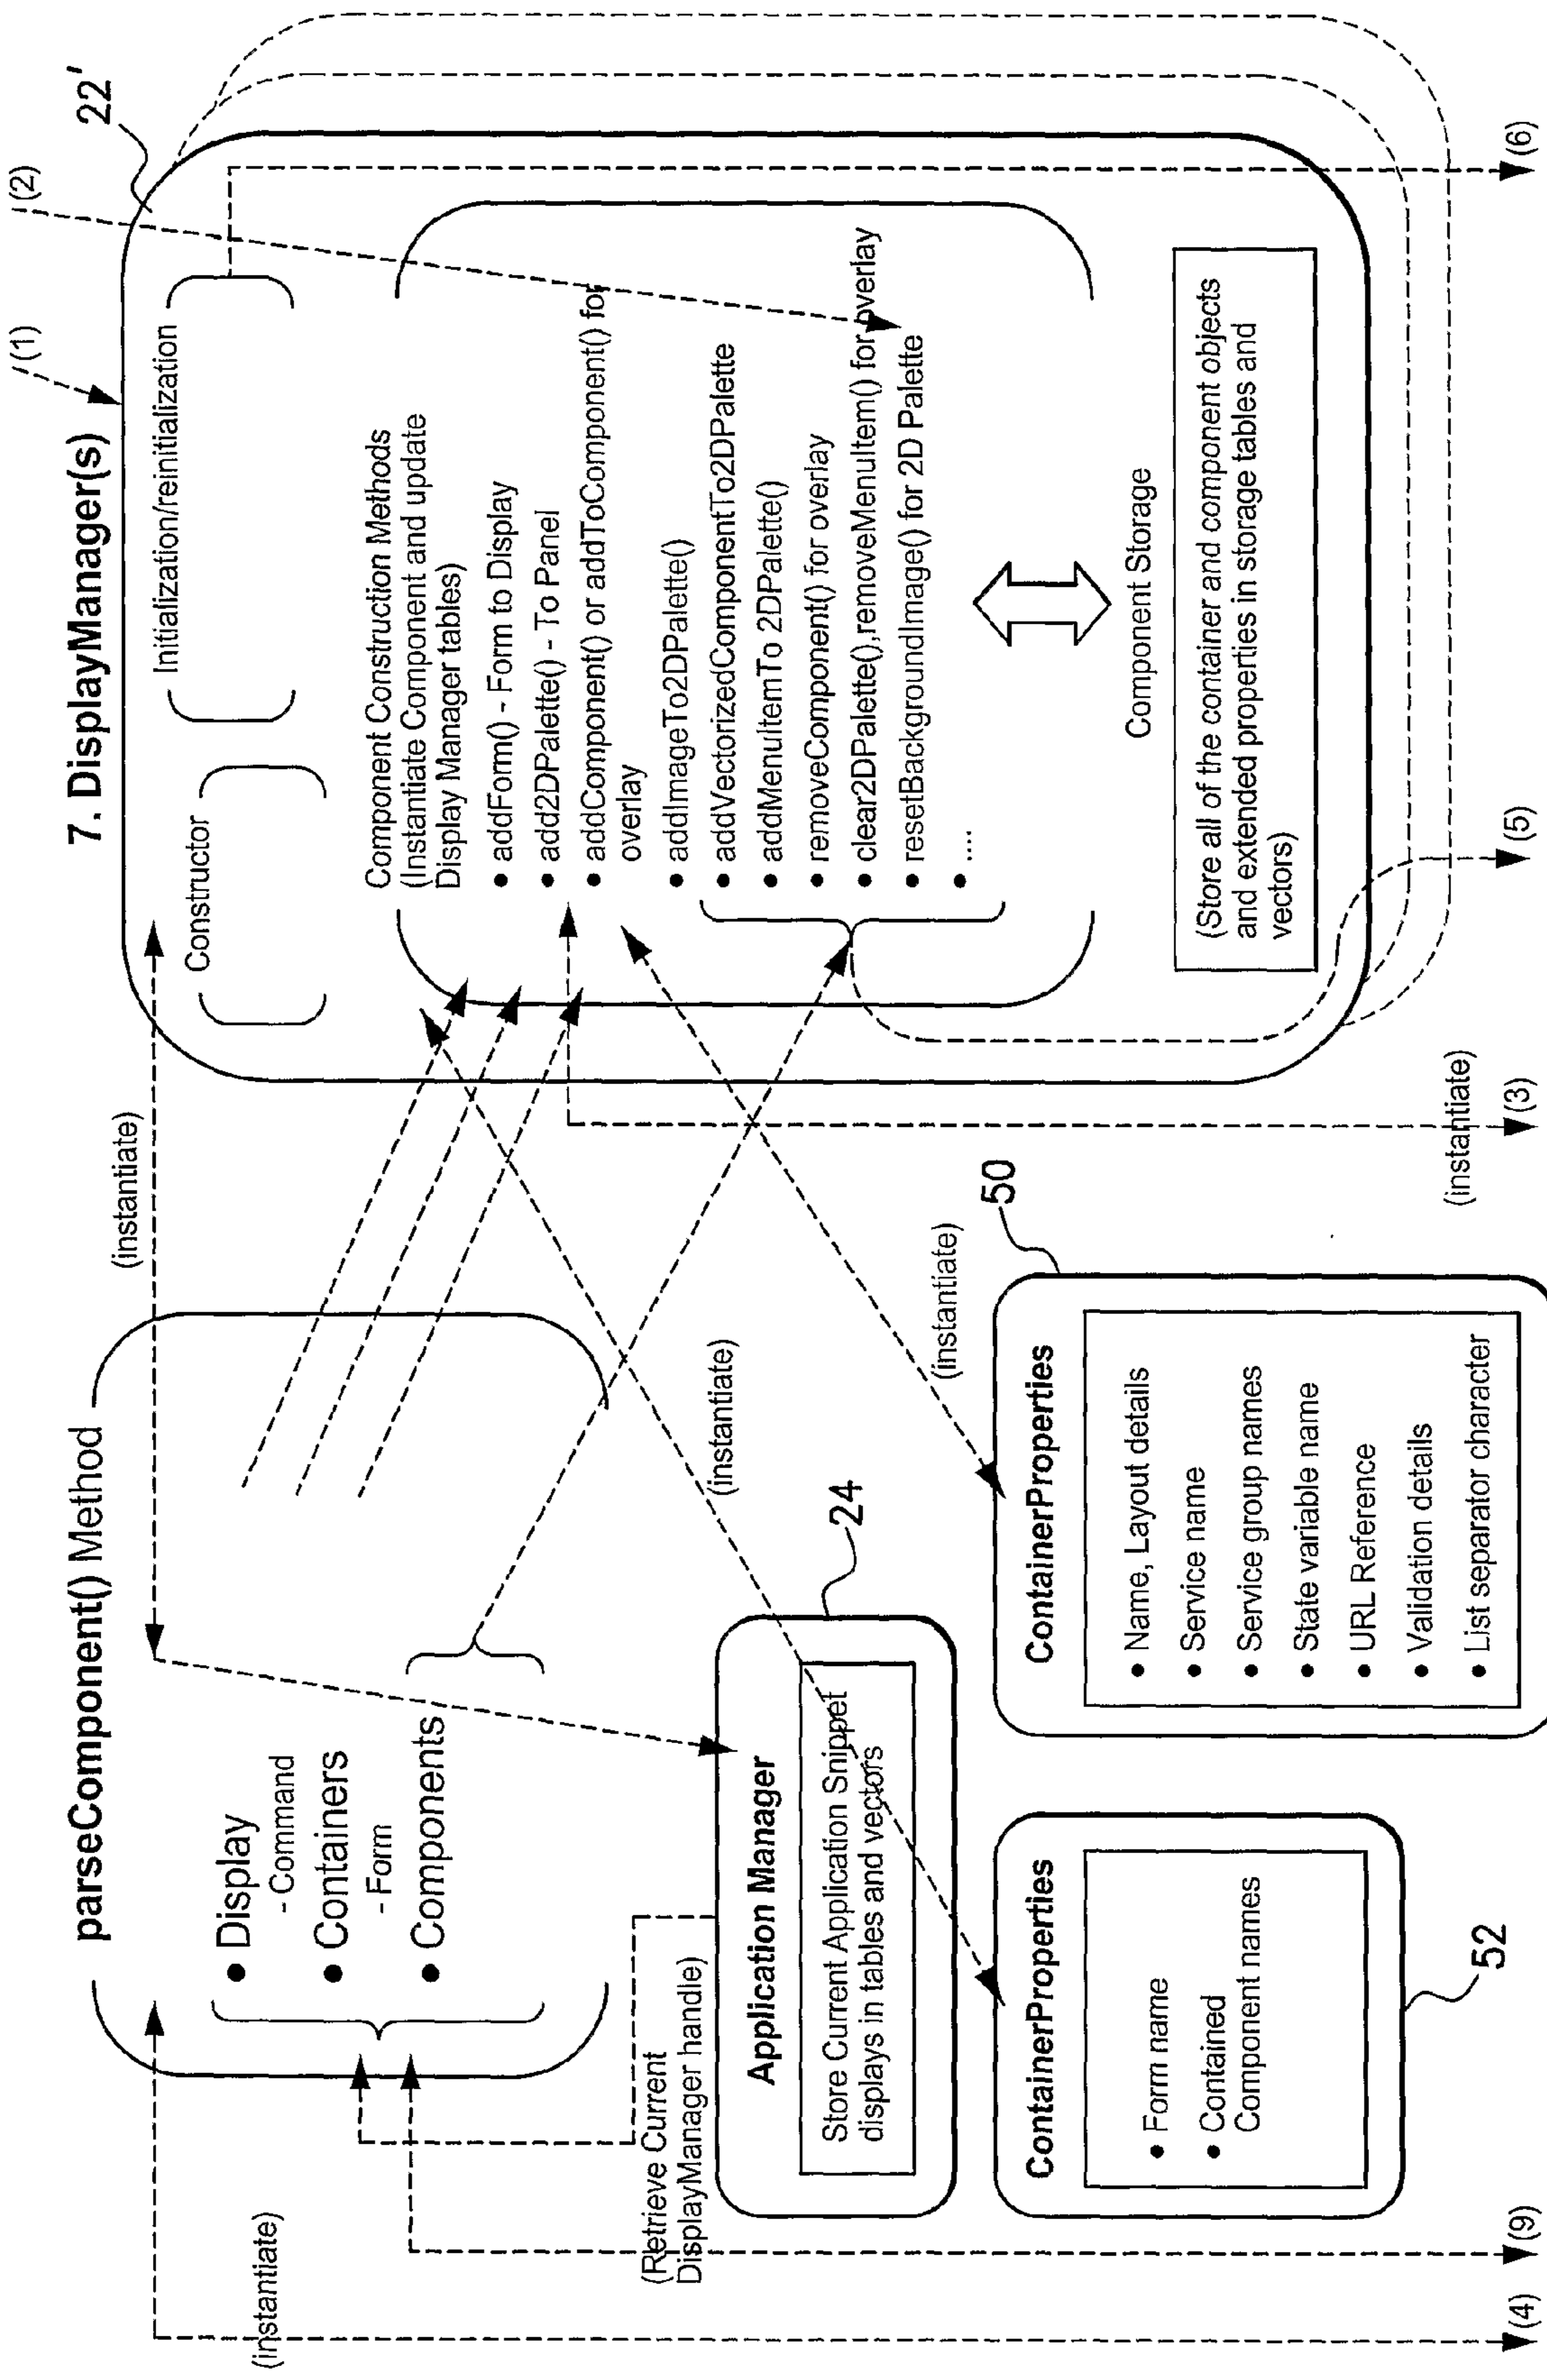 parseComponent() Method
(instantiate)
• Display
- Command
• Containers
- Form
• Components
(instantiate)
(Retrieve Current
DisplayManager handle)
Application Manager
Store Current Application Snippet
displays in tables and vectors
24
(instantiate)
ContainerProperties
• Form name
• Contained
Component names
52
ContainerProperties
• Name, Layout details
• Service name
• Service group names
• State variable name
• URL Reference
• Validation details
• List separator character
50
(instantiate)
(4)
(9)
7. DisplayManager(s)
(1)
22'
(2)
Constructor
Initialization/reinitialization
Component Construction Methods
(Instantiate Component and update
Display Manager tables)
• addForm() - Form to Display
• add2DPalette() - To Panel
• addComponent() or addToComponent() for
overlay
• addImageTo2DPalette()
• addVectorizedComponentTo2DPalette
• addMenuItemTo 2DPalette()
• removeComponent() for overlay
• clear2DPalette(),removeMenuItem() for overlay
• resetBackgroundImage() for 2D Palette
• ....
Component Storage
(Store all of the container and component objects
and extended properties in storage tables and
vectors)
(instantiate)
(3)
(5)
(6)